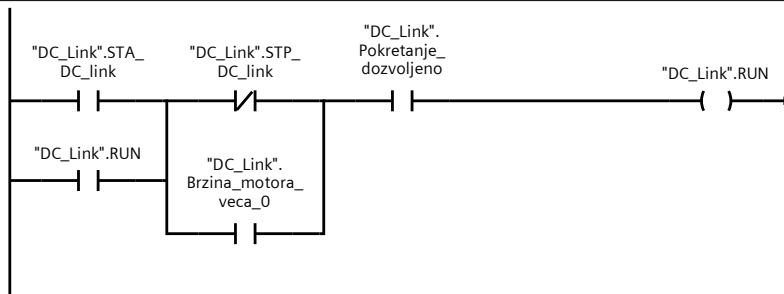 "DC_Link".STA_
DC_link
"DC_Link".STP_
DC_link
"DC_Link".
Pokretanje_
dozvoljeno
"DC_Link".RUN
"DC_Link".RUN
"DC_Link".
Brzina_motora_
veca_0